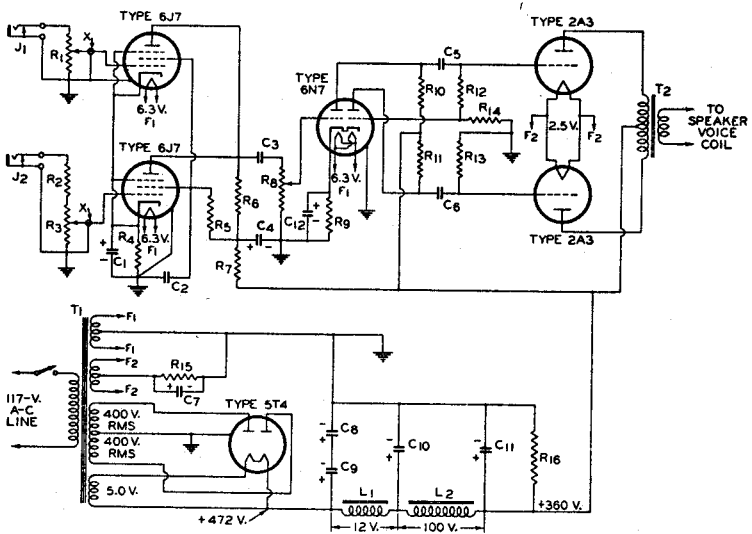 TYPE 6J7
J1
R1
X
6.3 V.
F1
TYPE 6J7
J2
R2
R3
X
R4
6.3 V.
F1
C1
C2
C3
R8
R5
R6
R7
C4
TYPE 6N7
6.3 V.
F1
C12
R9
R10
R11
C5
R12
R14
R13
C6
TYPE 2A3
F2
2.5 V.
F2
TYPE 2A3
T2
TO SPEAKER VOICE COIL
T1
F1
F1
F2
F2
R15
C7
117-V. A-C LINE
400 V. RMS
400 V. RMS
5.0 V.
TYPE 5T4
+472 V.
C8
C9
C10
C11
R16
L1
L2
12 V.
100 V.
+360 V.